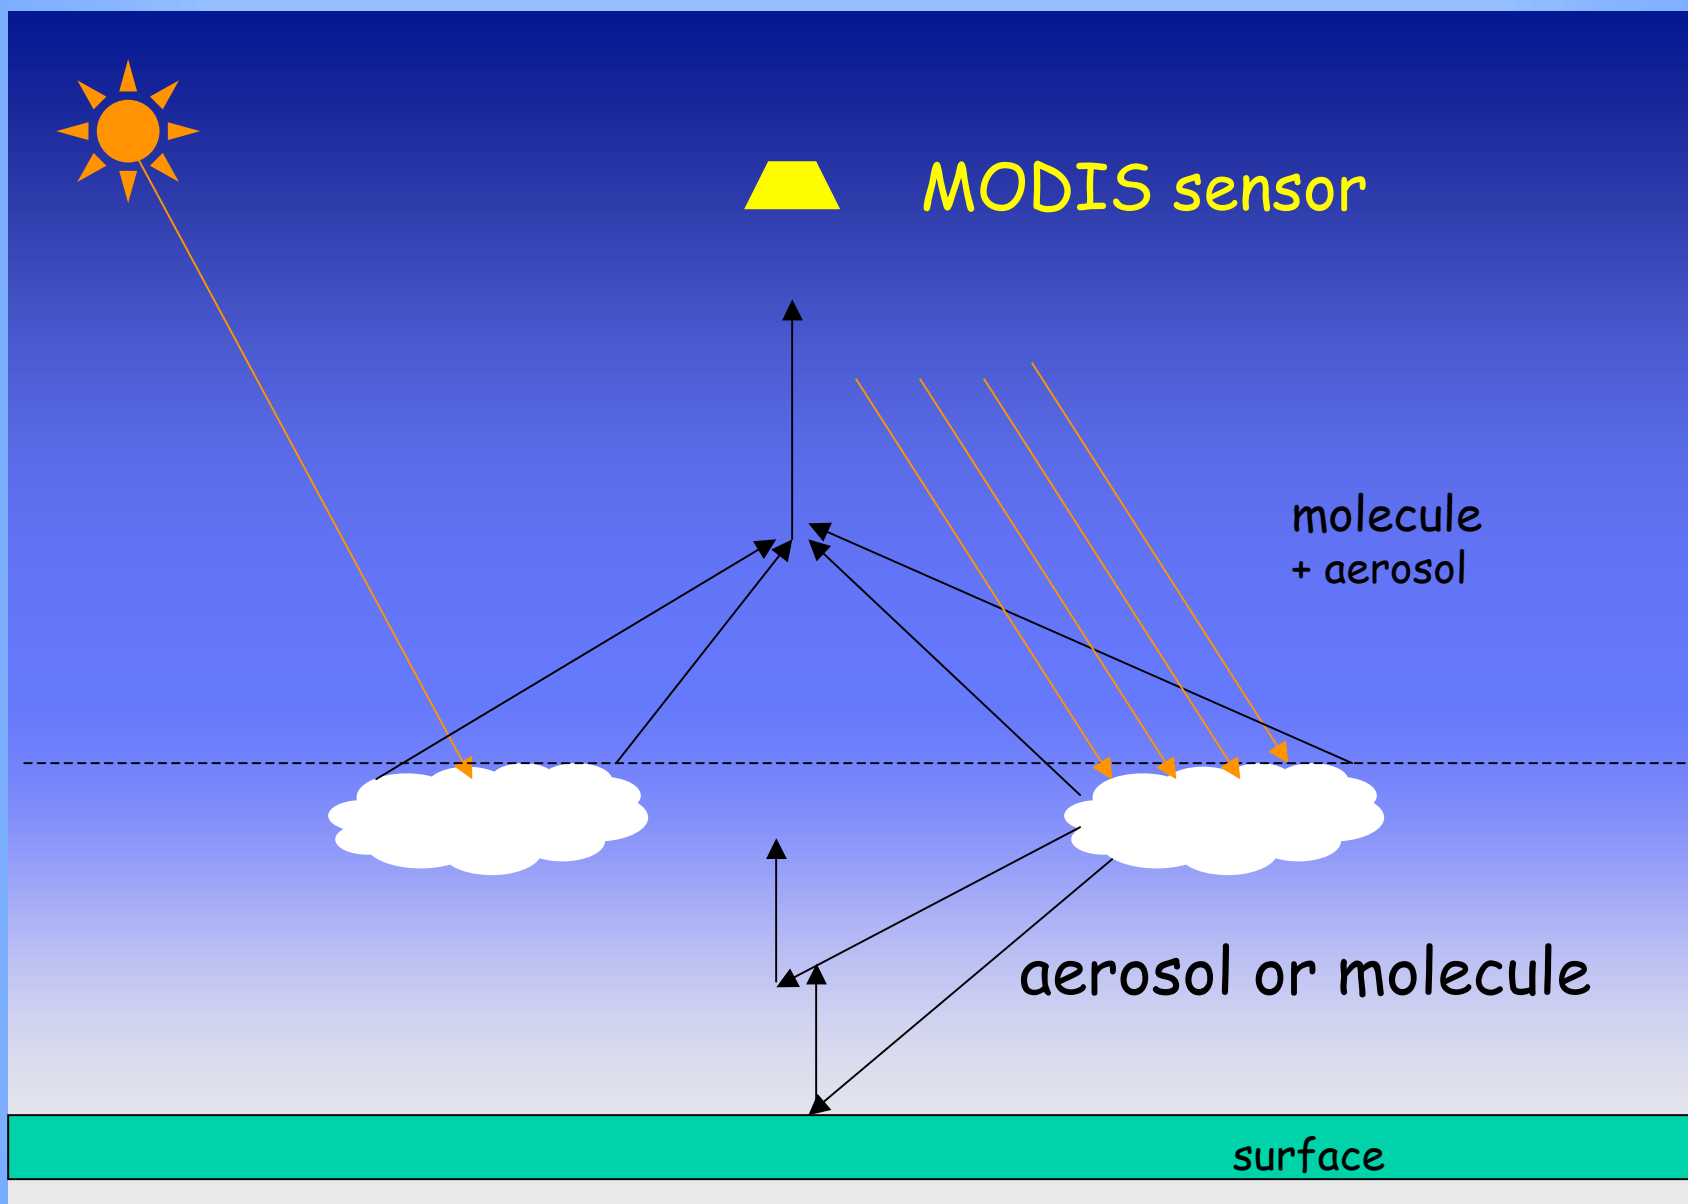 MODIS sensor
molecule
+ aerosol
aerosol or molecule
surface